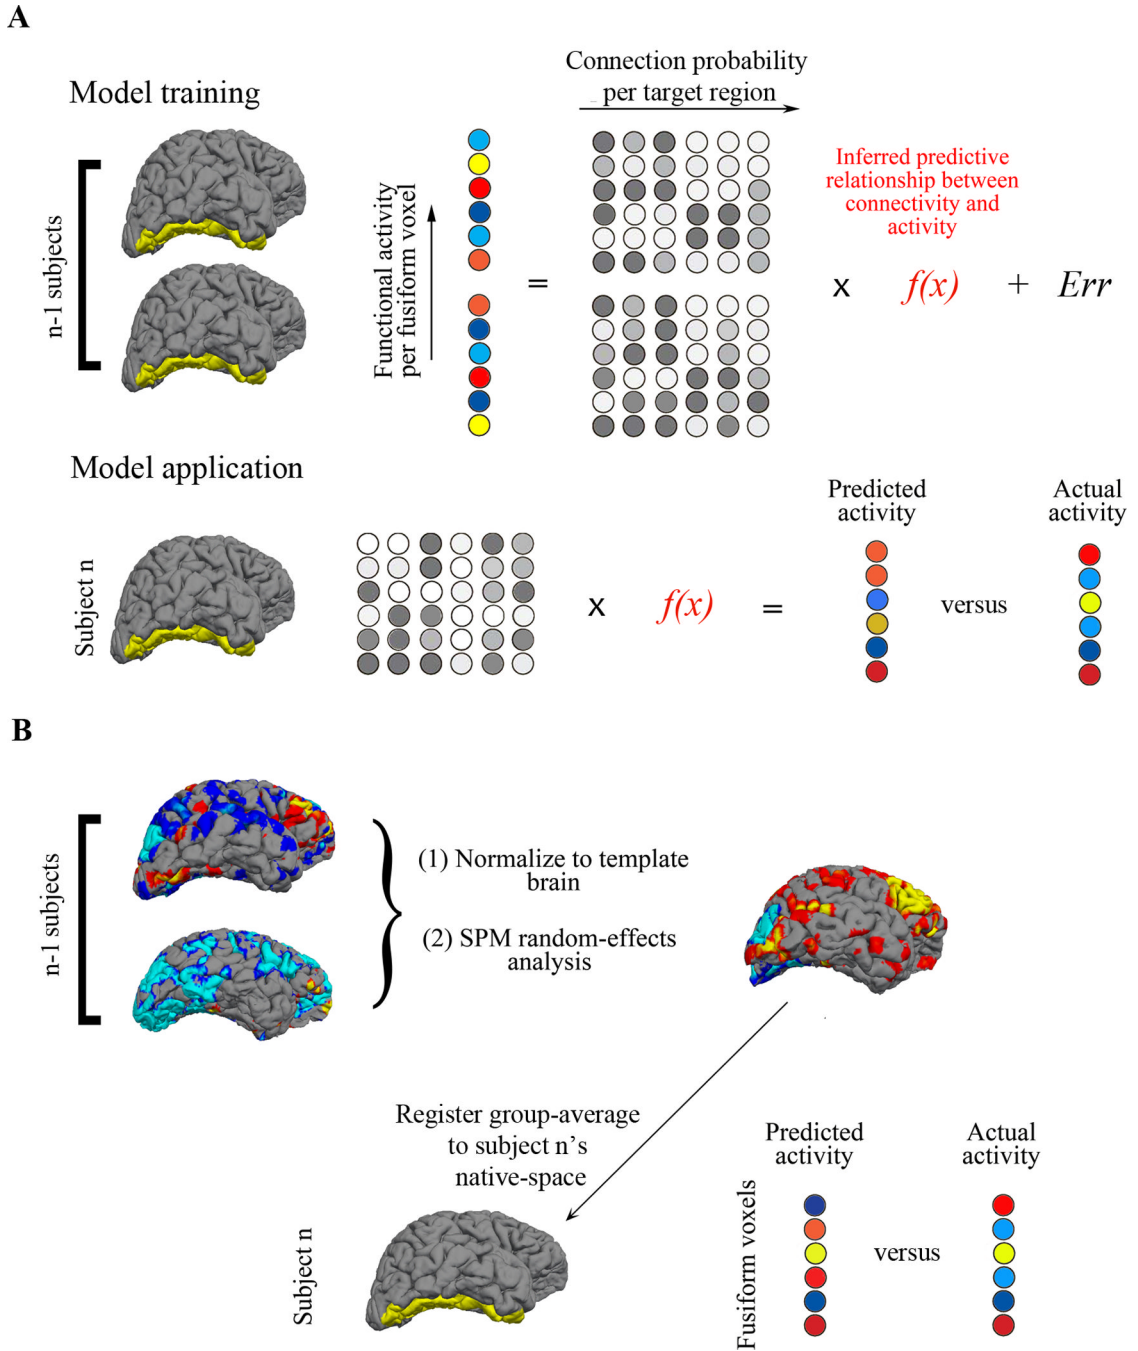 A
Model training
n-1 subjects
Functional activity
per fusiform voxel
=
Connection probability
per target region
x
Inferred predictive
relationship between
connectivity and
activity
f(x)
+ Err
Model application
Subject n
x
f(x)
=
Predicted
activity
versus
Actual
activity
B
n-1 subjects
(1) Normalize to template
brain
(2) SPM random-effects
analysis
Register group-average
to subject n’s
native-space
Subject n
Fusiform voxels
Predicted
activity
versus
Actual
activity